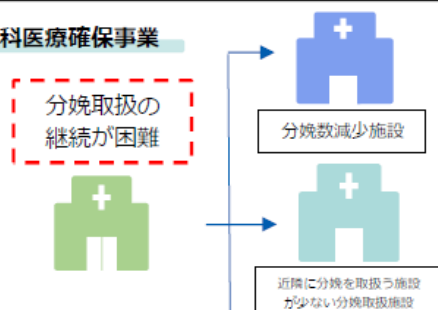 科医療確保事業
分娩取扱の
継続が困難
分娩数減少施設
近隣に分娩を取扱う施設
が少ない分娩取扱施設